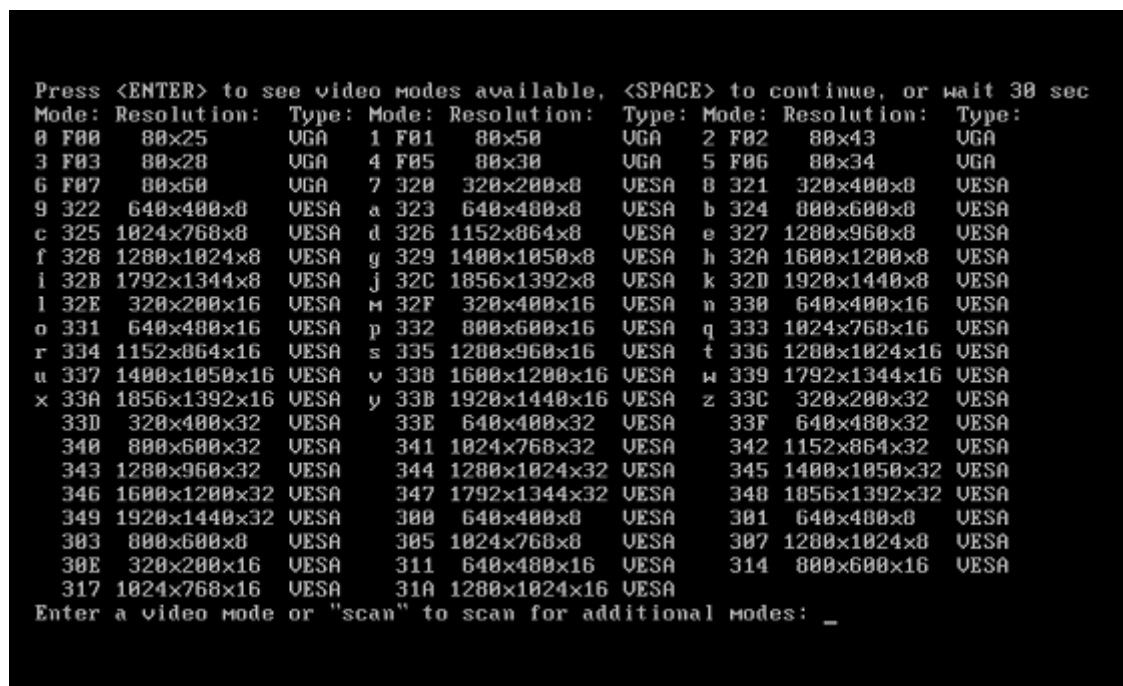 Press <ENTER> to see video modes available, <SPACE> to continue, or wait 30 sec
Mode: Resolution:  Type: Mode: Resolution:  Type: Mode: Resolution:  Type:
0 F00   80x25      VGA   1 F01   80x50      VGA   2 F02   80x43      VGA
3 F03   80x28      VGA   4 F05   80x30      VGA   5 F06   80x34      VGA
6 F07   80x60      VGA   7 320  320x200x8   VESA  8 321  320x400x8   VESA
9 322  640x400x8   VESA  a 323  640x480x8   VESA  b 324  800x600x8   VESA
c 325 1024x768x8   VESA  d 326 1152x864x8   VESA  e 327 1280x960x8   VESA
f 328 1280x1024x8  VESA  g 329 1400x1050x8  VESA  h 32A 1600x1200x8  VESA
i 32B 1792x1344x8  VESA  j 32C 1856x1392x8  VESA  k 32D 1920x1440x8  VESA
l 32E  320x200x16  VESA  m 32F  320x400x16  VESA  n 330  640x400x16  VESA
o 331  640x480x16  VESA  p 332  800x600x16  VESA  q 333 1024x768x16  VESA
r 334 1152x864x16  VESA  s 335 1280x960x16  VESA  t 336 1280x1024x16 VESA
u 337 1400x1050x16 VESA  v 338 1600x1200x16 VESA  w 339 1792x1344x16 VESA
x 33A 1856x1392x16 VESA  y 33B 1920x1440x16 VESA  z 33C  320x200x32  VESA
  33D  320x400x32  VESA    33E  640x400x32  VESA    33F  640x480x32  VESA
  340  800x600x32  VESA    341 1024x768x32  VESA    342 1152x864x32  VESA
  343 1280x960x32  VESA    344 1280x1024x32 VESA    345 1400x1050x32 VESA
  346 1600x1200x32 VESA    347 1792x1344x32 VESA    348 1856x1392x32 VESA
  349 1920x1440x32 VESA    300  640x400x8   VESA    301  640x480x8   VESA
  303  800x600x8   VESA    305 1024x768x8   VESA    307 1280x1024x8  VESA
  30E  320x200x16  VESA    311  640x480x16  VESA    314  800x600x16  VESA
  317 1024x768x16  VESA    31A 1280x1024x16 VESA
Enter a video mode or "scan" to scan for additional modes: _